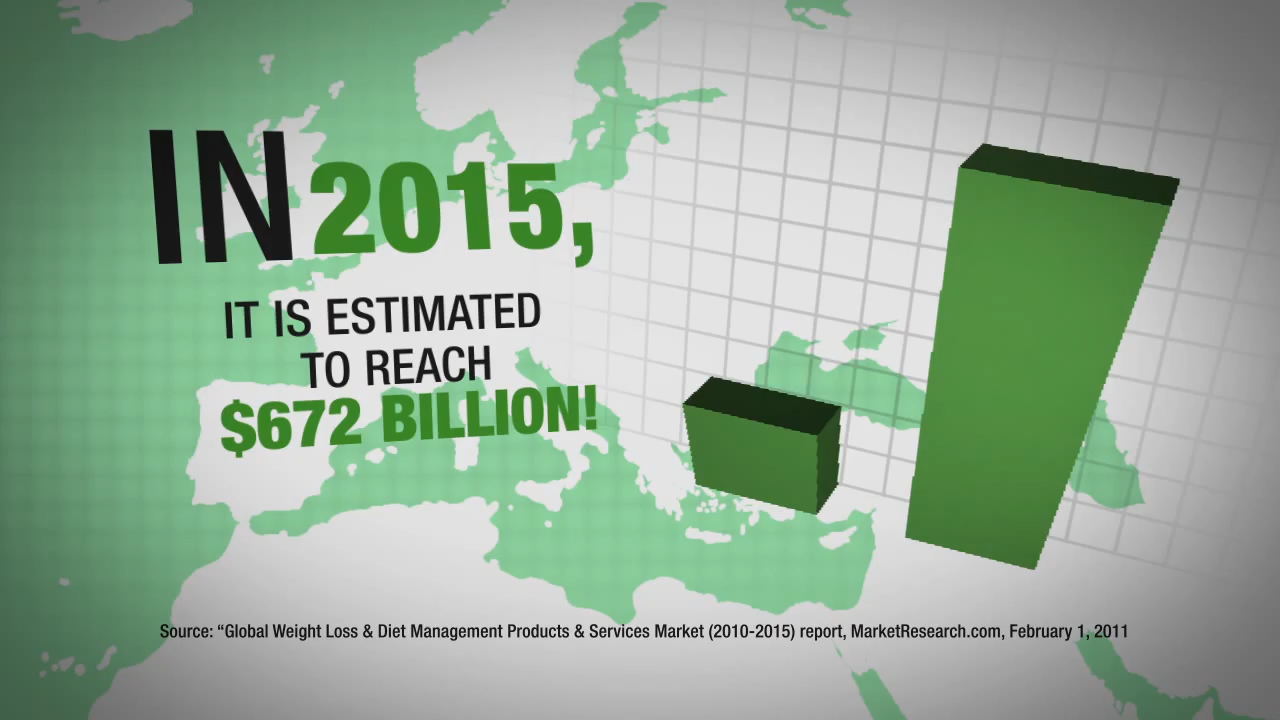 IN 2015,
IT IS ESTIMATED
TO REACH
$672 BILLION!
Source: “Global Weight Loss & Diet Management Products & Services Market (2010-2015) report, MarketResearch.com, February 1, 2011